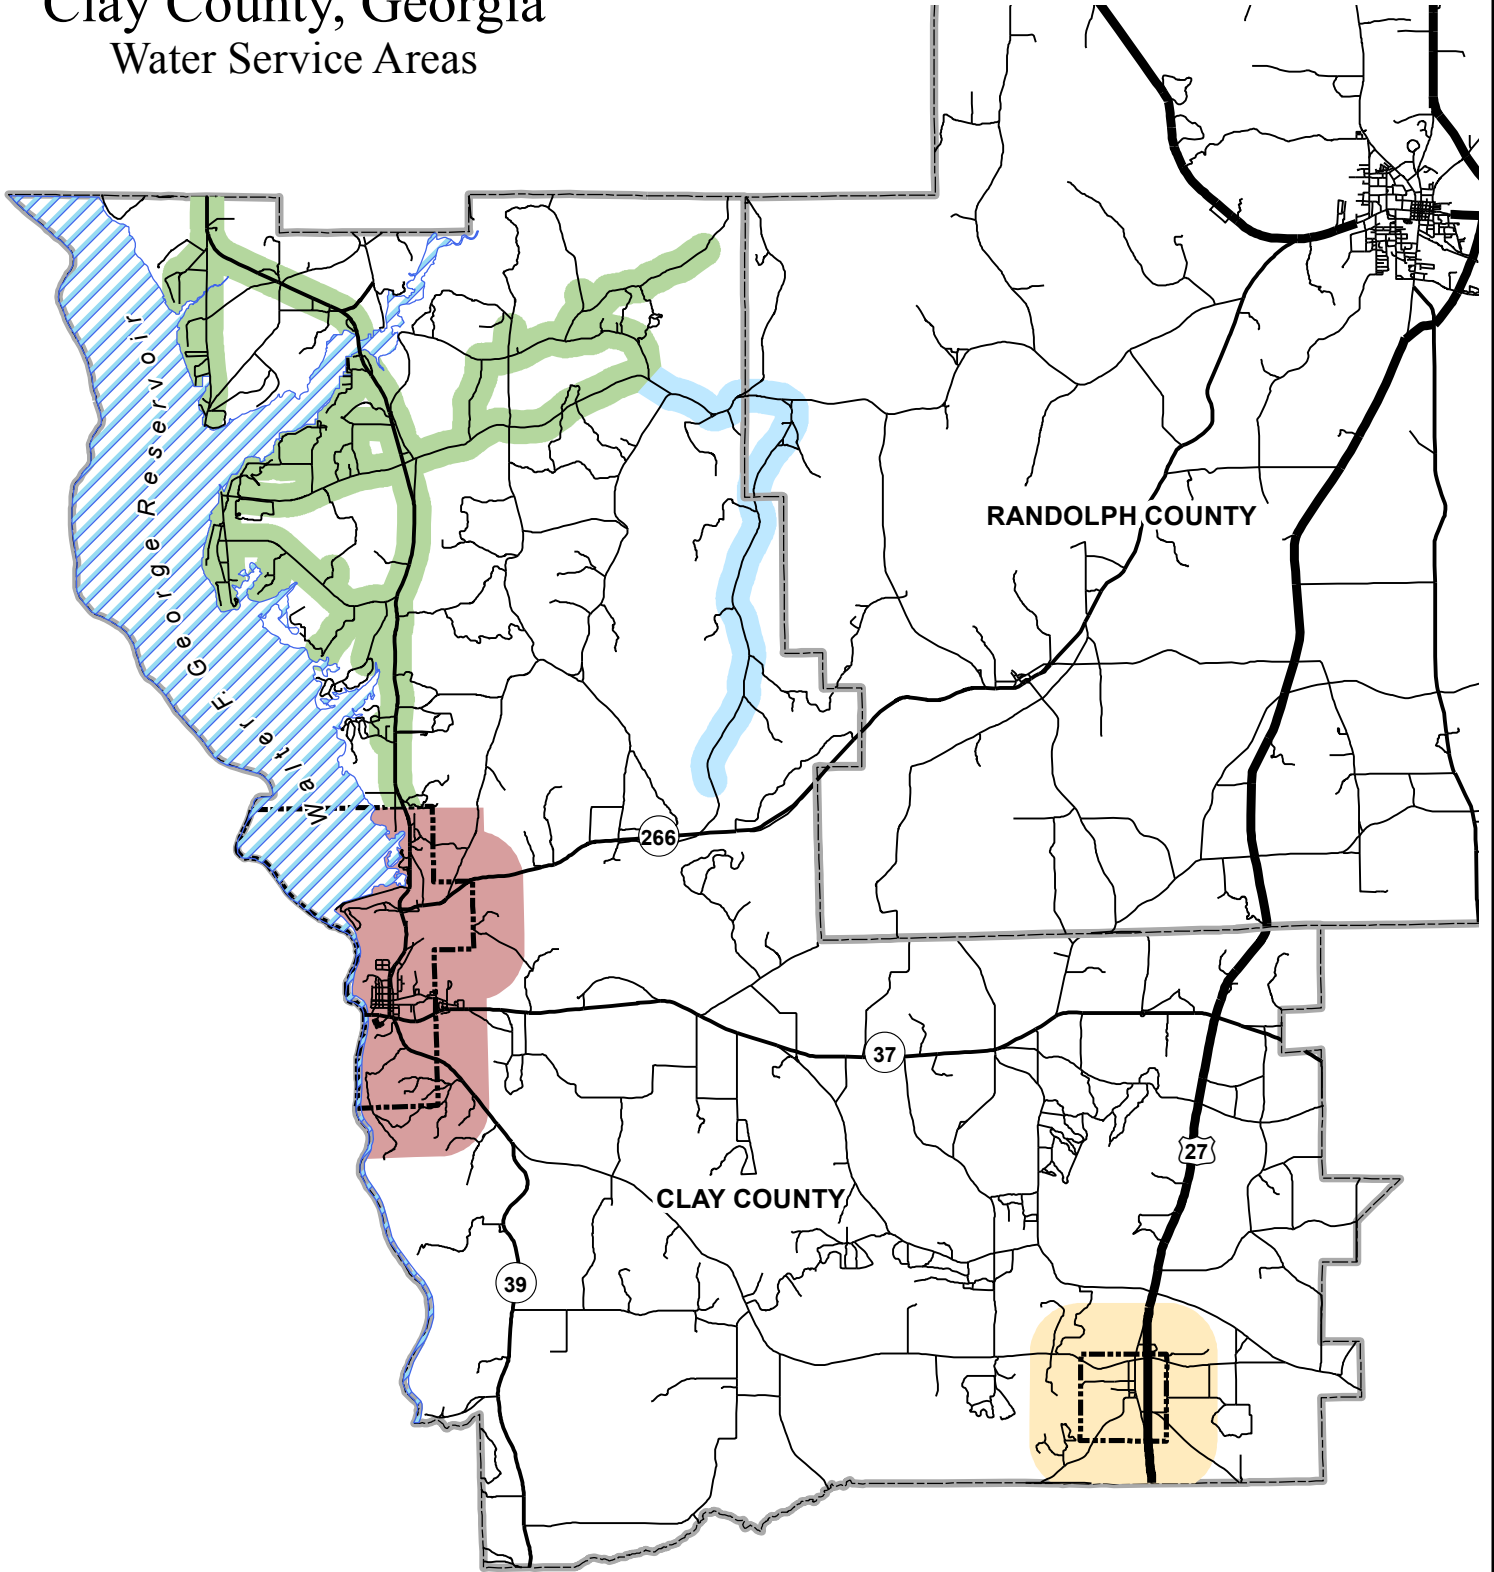 Clay County, Georgia
Water Service Areas
Walter F. George Reservoir
RANDOLPH COUNTY
266
37
27
CLAY COUNTY
39